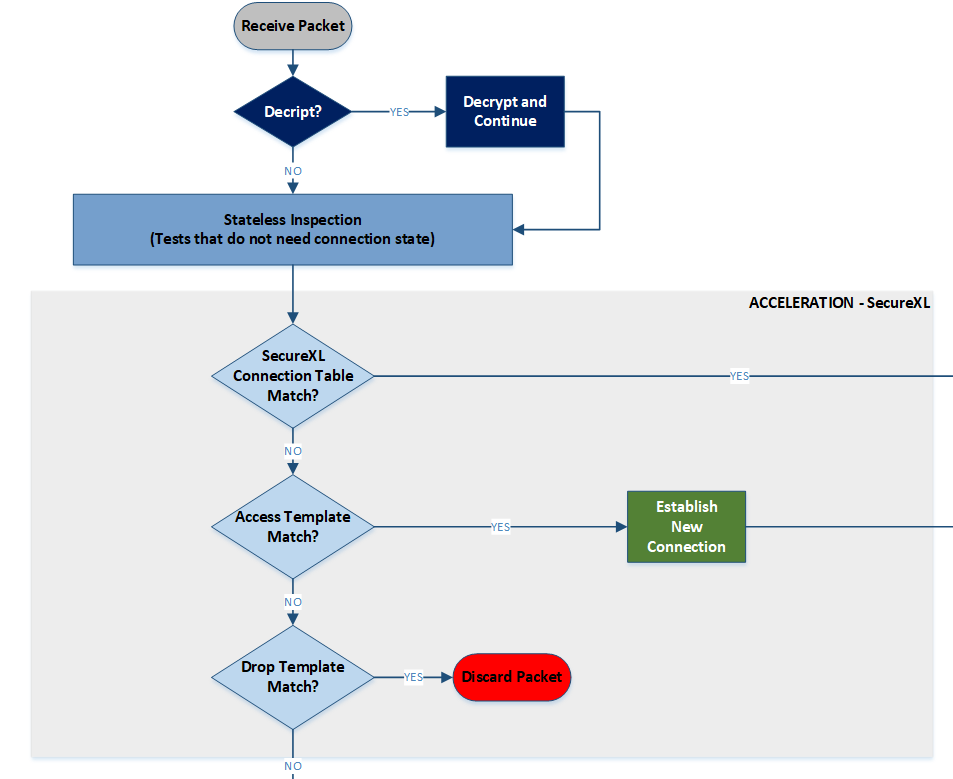 Receive Packet
Decript?
YES
Decrypt and
Continue
NO
Stateless Inspection
(Tests that do not need connection state)
ACCELERATION - SecureXL
SecureXL
Connection Table
Match?
YES
NO
Access Template
Match?
YES
Establish
New
Connection
NO
Drop Template
Match?
YES
Discard Packet
NO